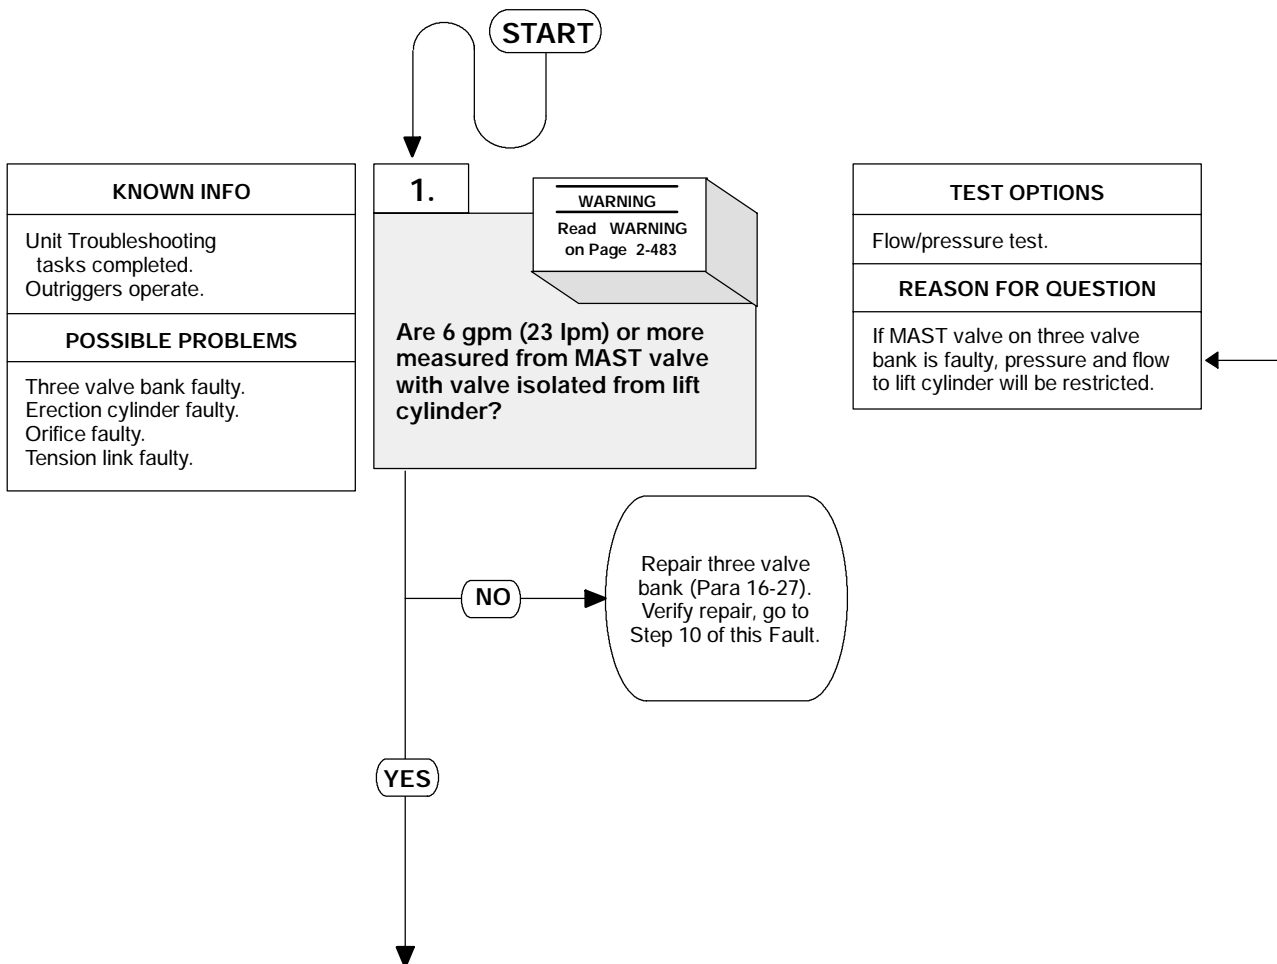 START
KNOWN INFO
Unit Troubleshooting
tasks completed.
Outriggers operate.
POSSIBLE PROBLEMS
Three valve bank faulty.
Erection cylinder faulty.
Orifice faulty.
Tension link faulty.
1.
WARNING
Read WARNING
on Page 2-483
Are 6 gpm (23 lpm) or more
measured from MAST valve
with valve isolated from lift
cylinder?
TEST OPTIONS
Flow/pressure test.
REASON FOR QUESTION
If MAST valve on three valve
bank is faulty, pressure and flow
to lift cylinder will be restricted.
NO
Repair three valve
bank (Para 16-27).
Verify repair, go to
Step 10 of this Fault.
YES